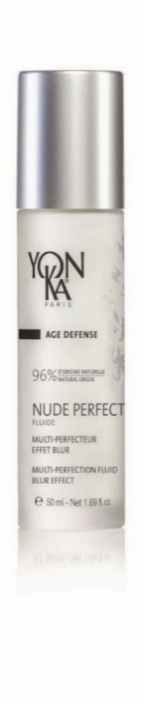 YON
KA®
PARIS
AGE DEFENSE
96% D'ORIGINE NATURELLE
NATURAL ORIGIN
NUDE PERFECT
FLUIDE
MULTI-PERFECTEUR
EFFET BLUR
MULTI-PERFECTION FLUID
BLUR EFFECT
℮ 50 ml - Net 1.69 fl. oz.